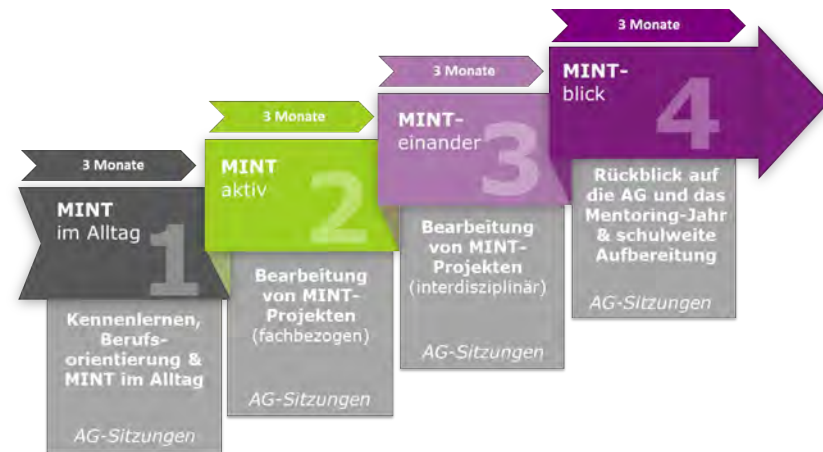 3 Monate
MINT
im Alltag
1
Kennenlernen,
Berufs-
orientierung &
MINT im Alltag
AG-Sitzungen
3 Monate
MINT
aktiv
2
Bearbeitung
von MINT-
Projekten
(fachbezogen)
AG-Sitzungen
3 Monate
MINT-
einander
3
Bearbeitung
von MINT-
Projekten
(interdisziplinär)
AG-Sitzungen
3 Monate
MINT-
blick
4
Rückblick auf
die AG und das
Mentoring-Jahr
& schulweite
Aufbereitung
AG-Sitzungen